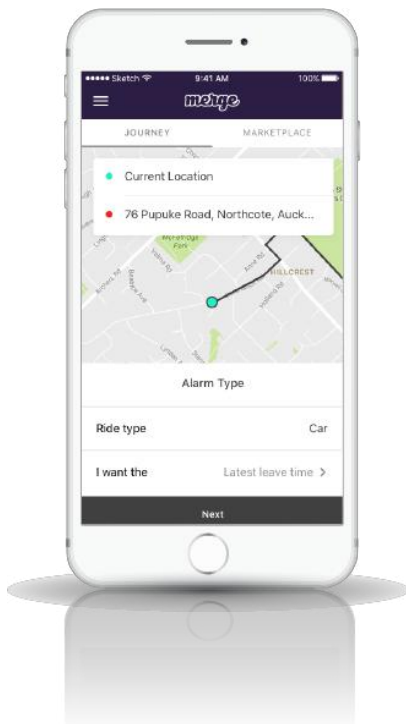 Sketch 9:41 AM 100%
merge
JOURNEY MARKETPLACE
Current Location
76 Pupuke Road, Northcote, Auck...
Park
HILLCREST
Alarm Type
Ride type Car
I want the Latest leave time >
Next